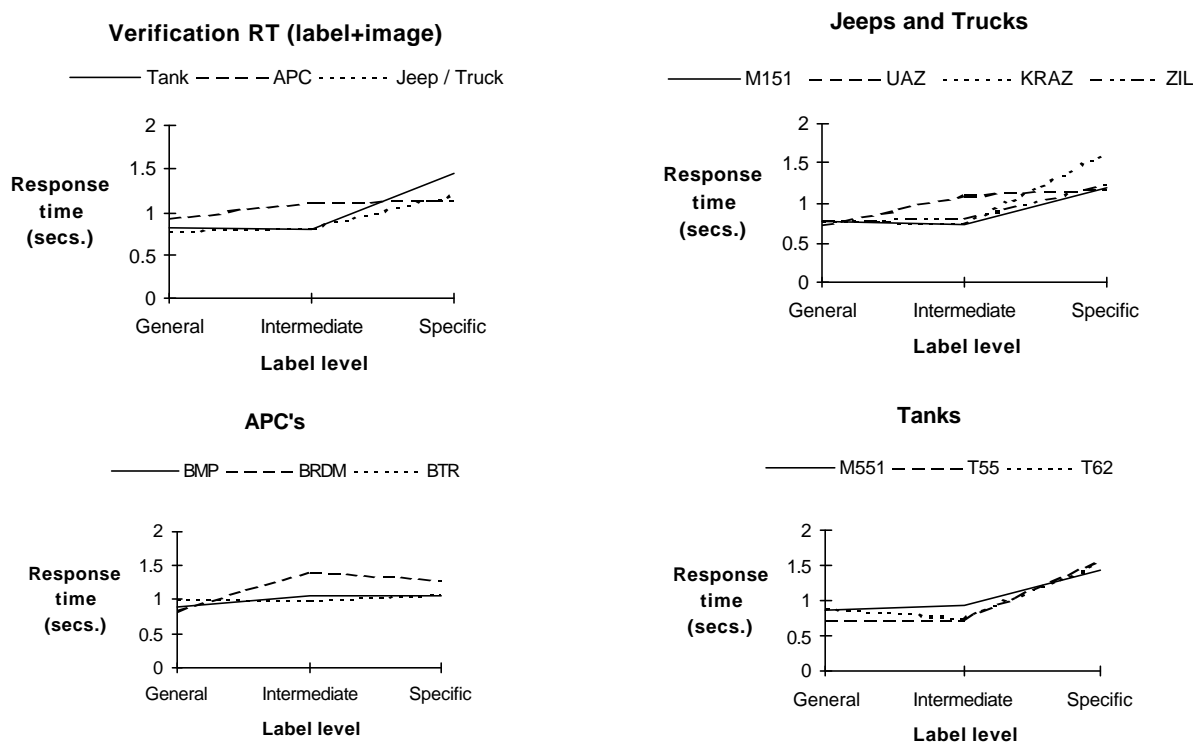 Verification RT (label+image)
Tank APC Jeep / Truck
2
1.5
1
0.5
0
Response
time
(secs.)
General Intermediate Specific
Label level
Jeeps and Trucks
M151 UAZ KRAZ ZIL
2
1.5
1
0.5
0
Response
time
(secs.)
General Intermediate Specific
Label level
APC's
BMP BRDM BTR
2
1.5
1
0.5
0
Response
time
(secs.)
General Intermediate Specific
Label level
Tanks
M551 T55 T62
2
1.5
1
0.5
0
Response
time
(secs.)
General Intermediate Specific
Label level